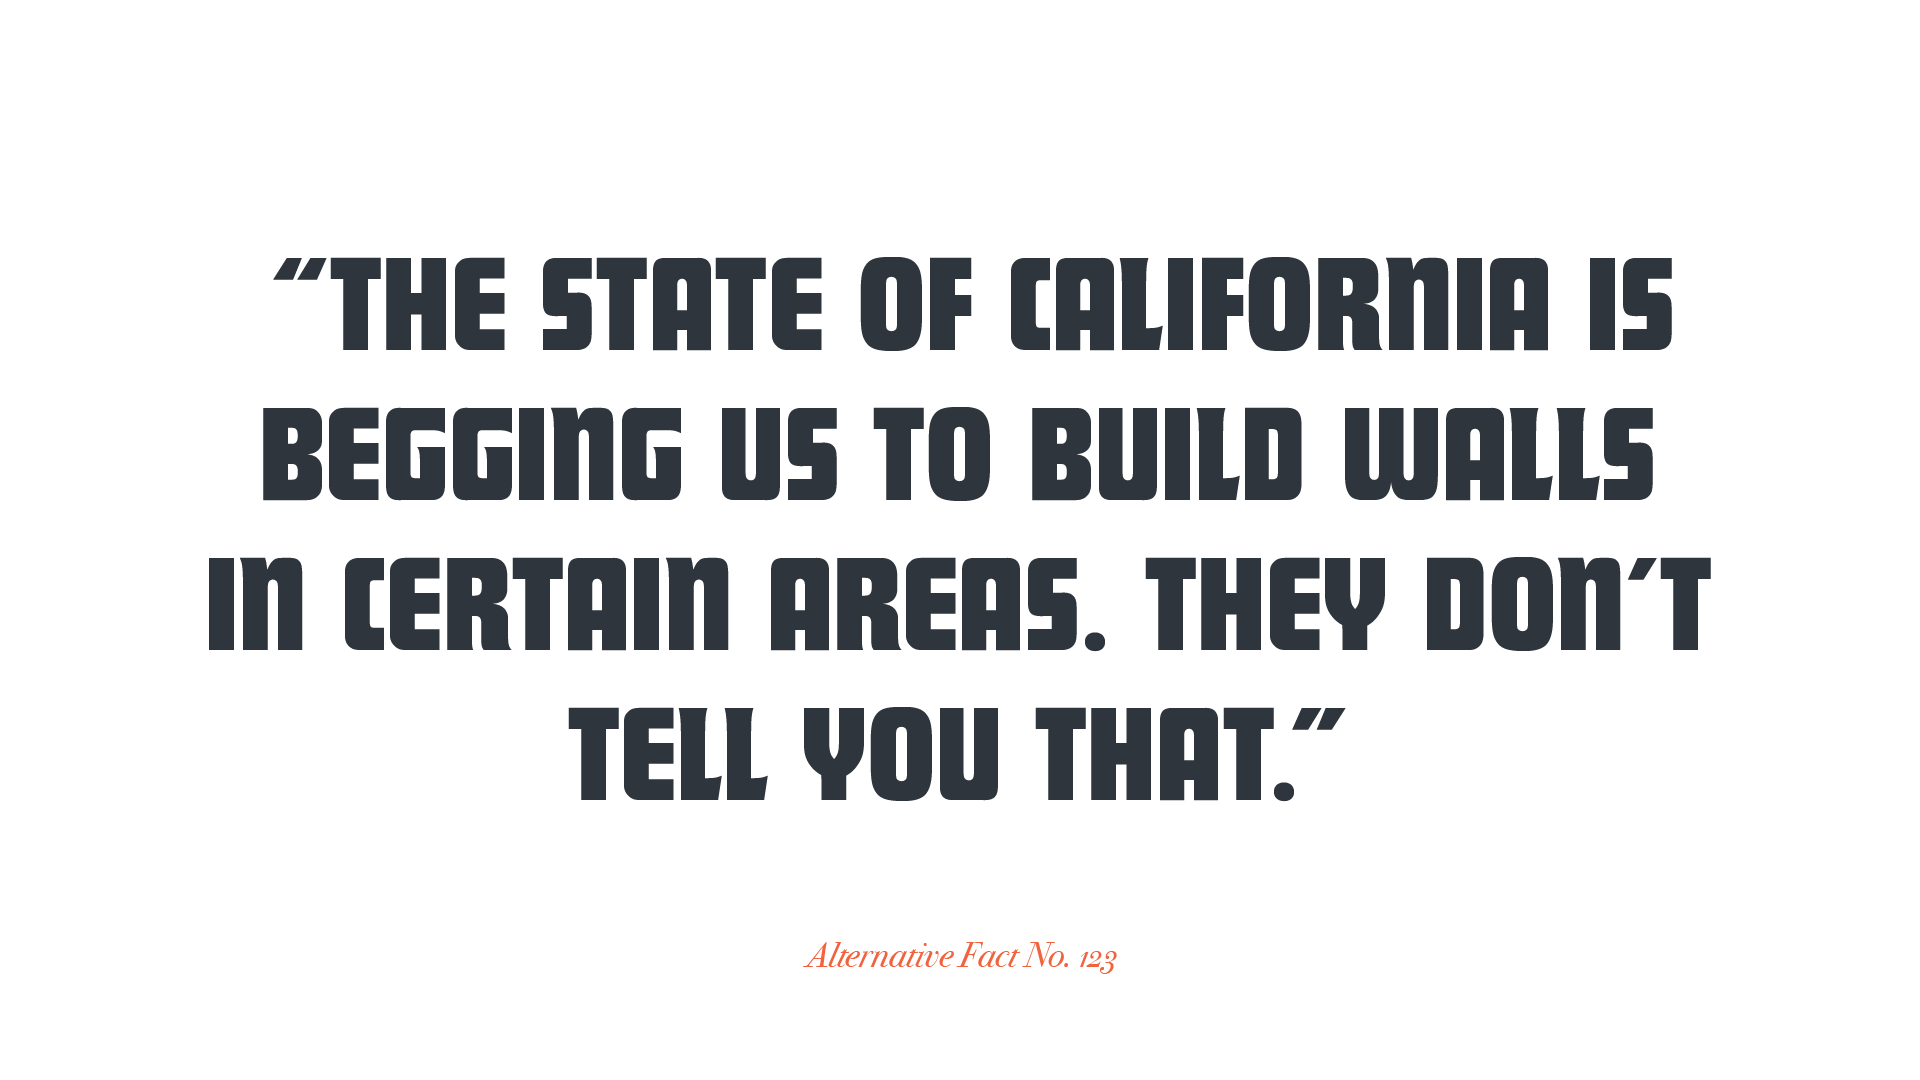 "THE STATE OF CALIFORNIA IS
BEGGING US TO BUILD WALLS
IN CERTAIN AREAS. THEY DON'T
TELL YOU THAT."
Alternative Fact No. 123